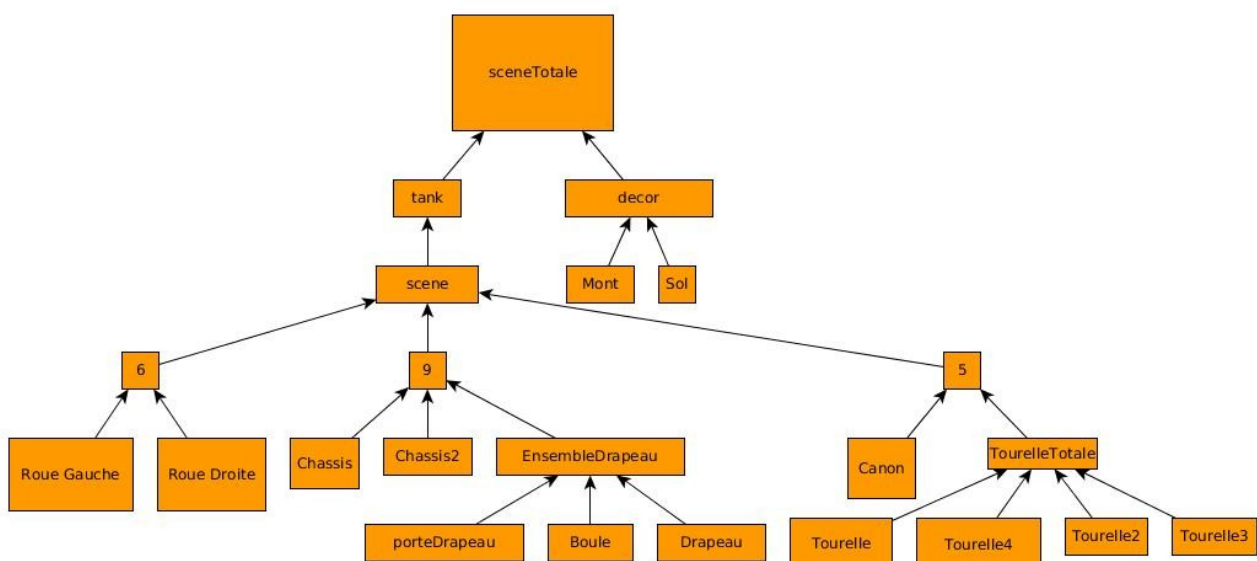 sceneTotale
tank
decor
scene
Mont
Sol
6
9
5
Roue Gauche
Roue Droite
Chassis
Chassis2
EnsembleDrapeau
Canon
TourelleTotale
porteDrapeau
Boule
Drapeau
Tourelle
Tourelle4
Tourelle2
Tourelle3